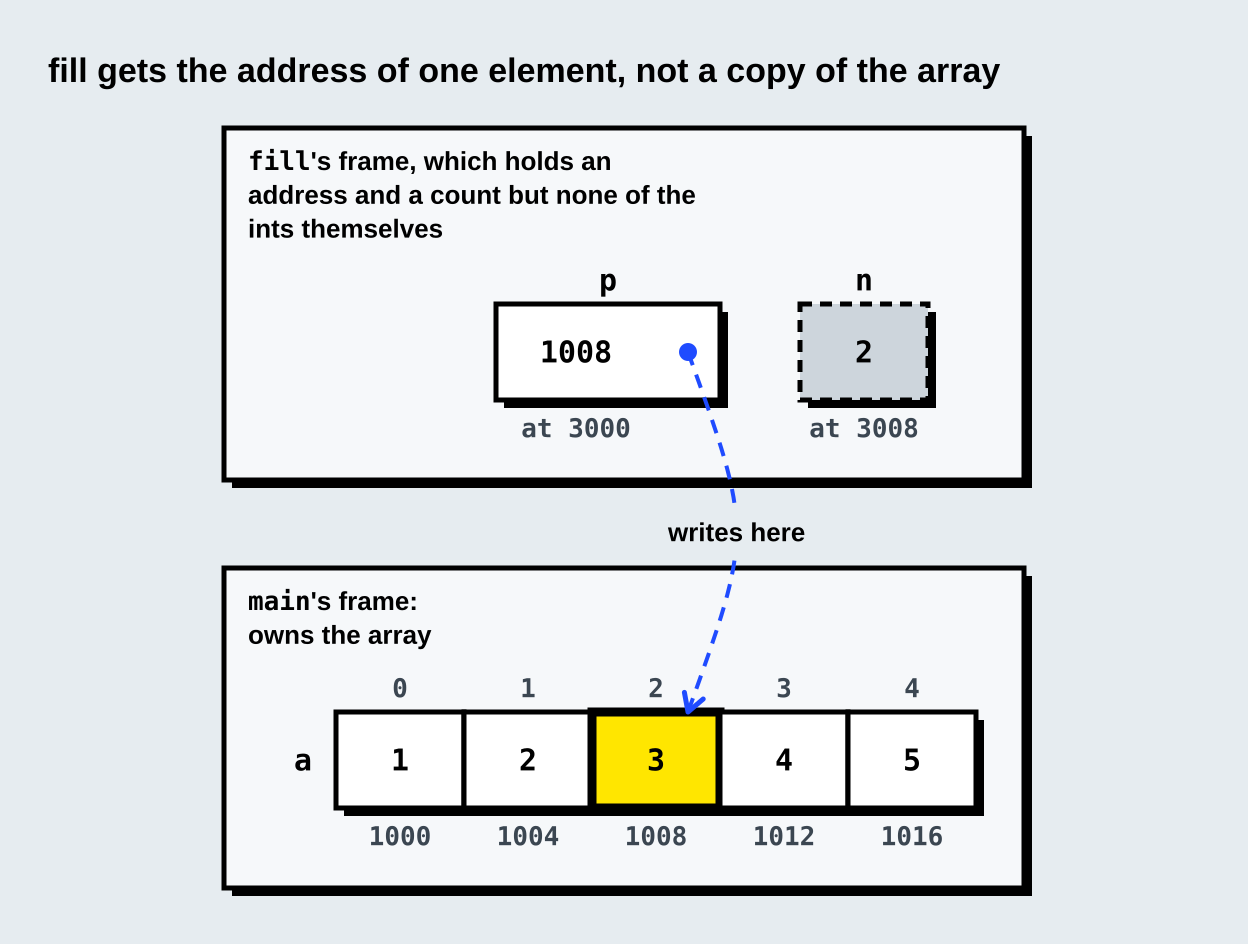 fill gets the address of one element, not a copy of the array
fill's frame, which holds an
address and a count but none of the
ints themselves
p n
1008 2
at 3000 at 3008
writes here
main's frame:
owns the array
0 1 2 3 4
a 1 2 3 4 5
1000 1004 1008 1012 1016